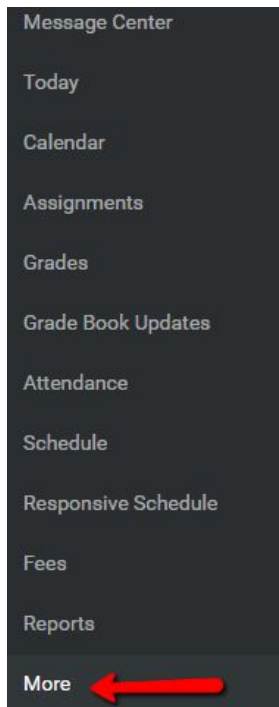 Message Center
Today
Calendar
Assignments
Grades
Grade Book Updates
Attendance
Schedule
Responsive Schedule
Fees
Reports
More